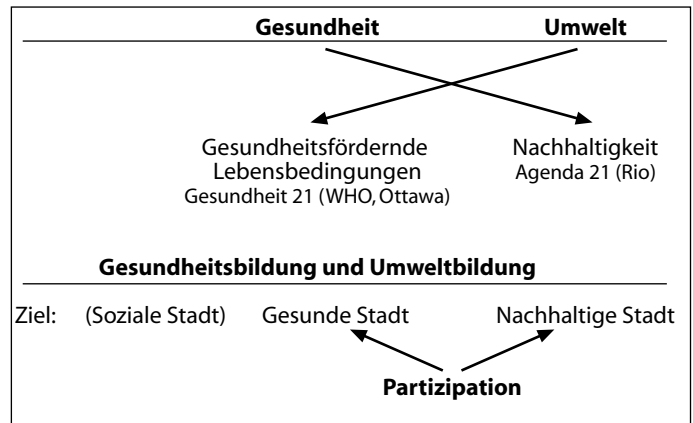 Gesundheit Umwelt
Gesundheitsfördernde Nachhaltigkeit
Lebensbedingungen Agenda 21 (Rio)
Gesundheit 21 (WHO, Ottawa)
Gesundheitsbildung und Umweltbildung
Ziel: (Soziale Stadt) Gesunde Stadt Nachhaltige Stadt
Partizipation